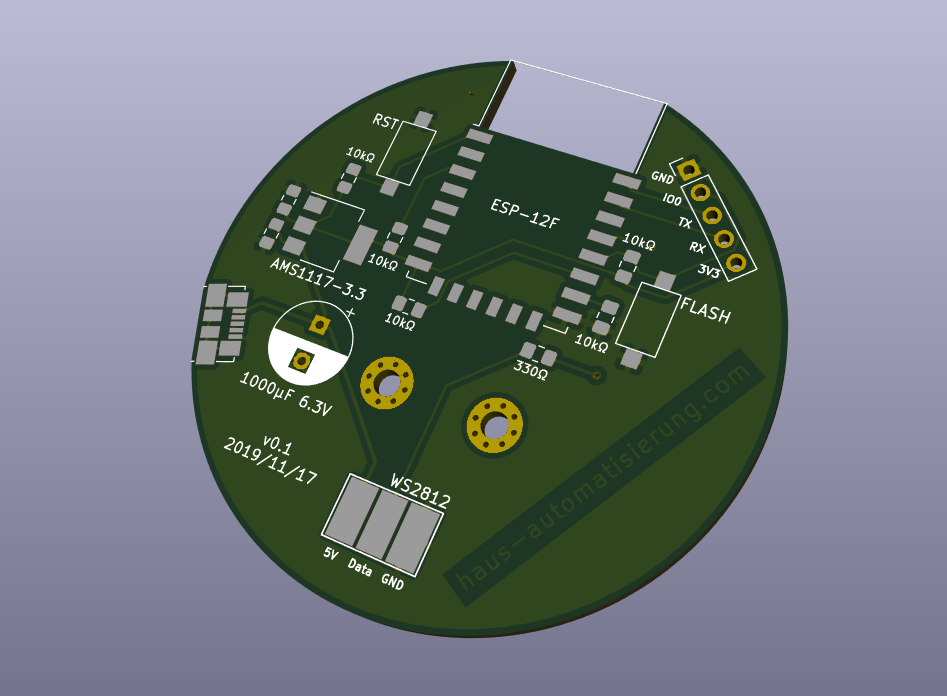 RST
10kΩ
GND
IO0
TX
RX
3V3
ESP-12F
10kΩ
10kΩ
AMS1117-3.3
+
10kΩ
FLASH
10kΩ
330Ω
1000µF 6.3V
haus-automatisierung.com
v0.1
2019/11/17
WS2812
5V Data GND